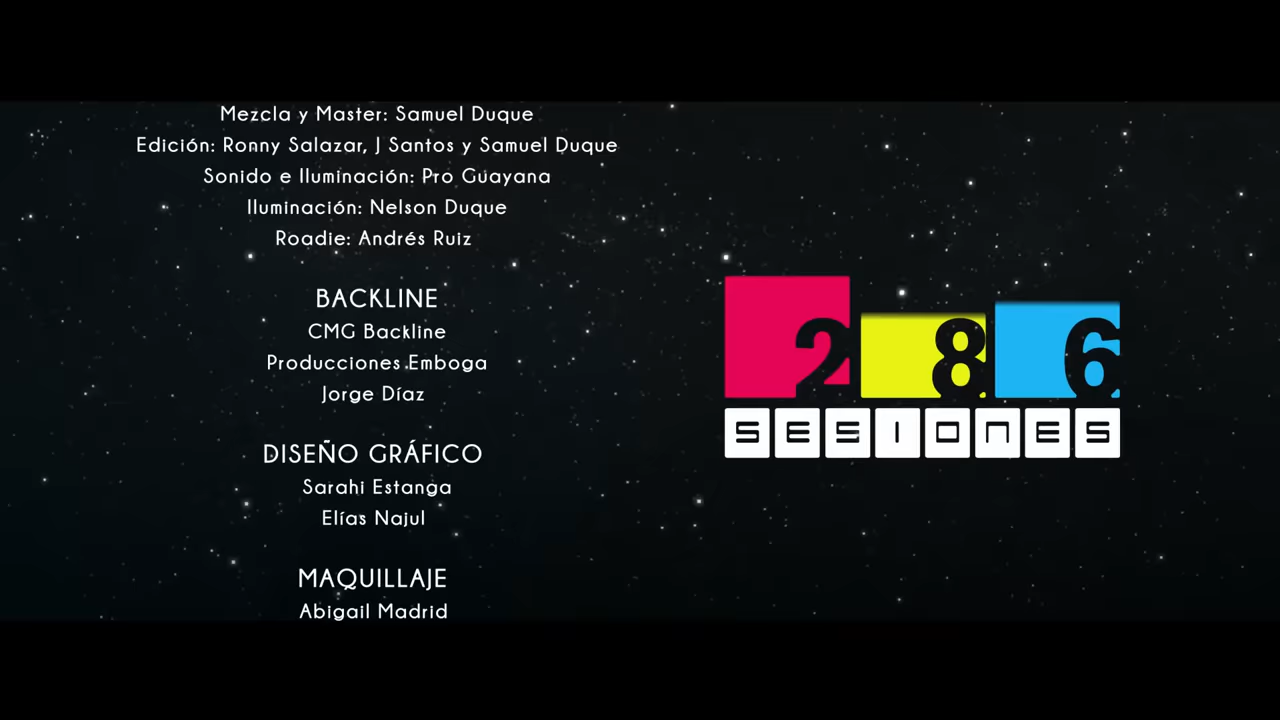 Mezcla y Master: Samuel Duque
Edición: Ronny Salazar, J Santos y Samuel Duque
Sonido e Iluminación: Pro Guayana
Iluminación: Nelson Duque
Roadie: Andrés Ruiz
BACKLINE
CMG Backline
Producciones Emboga
Jorge Díaz
DISEÑO GRÁFICO
Sarahi Estanga
Elías Najul
MAQUILLAJE
Abigail Madrid
286
SESIONES